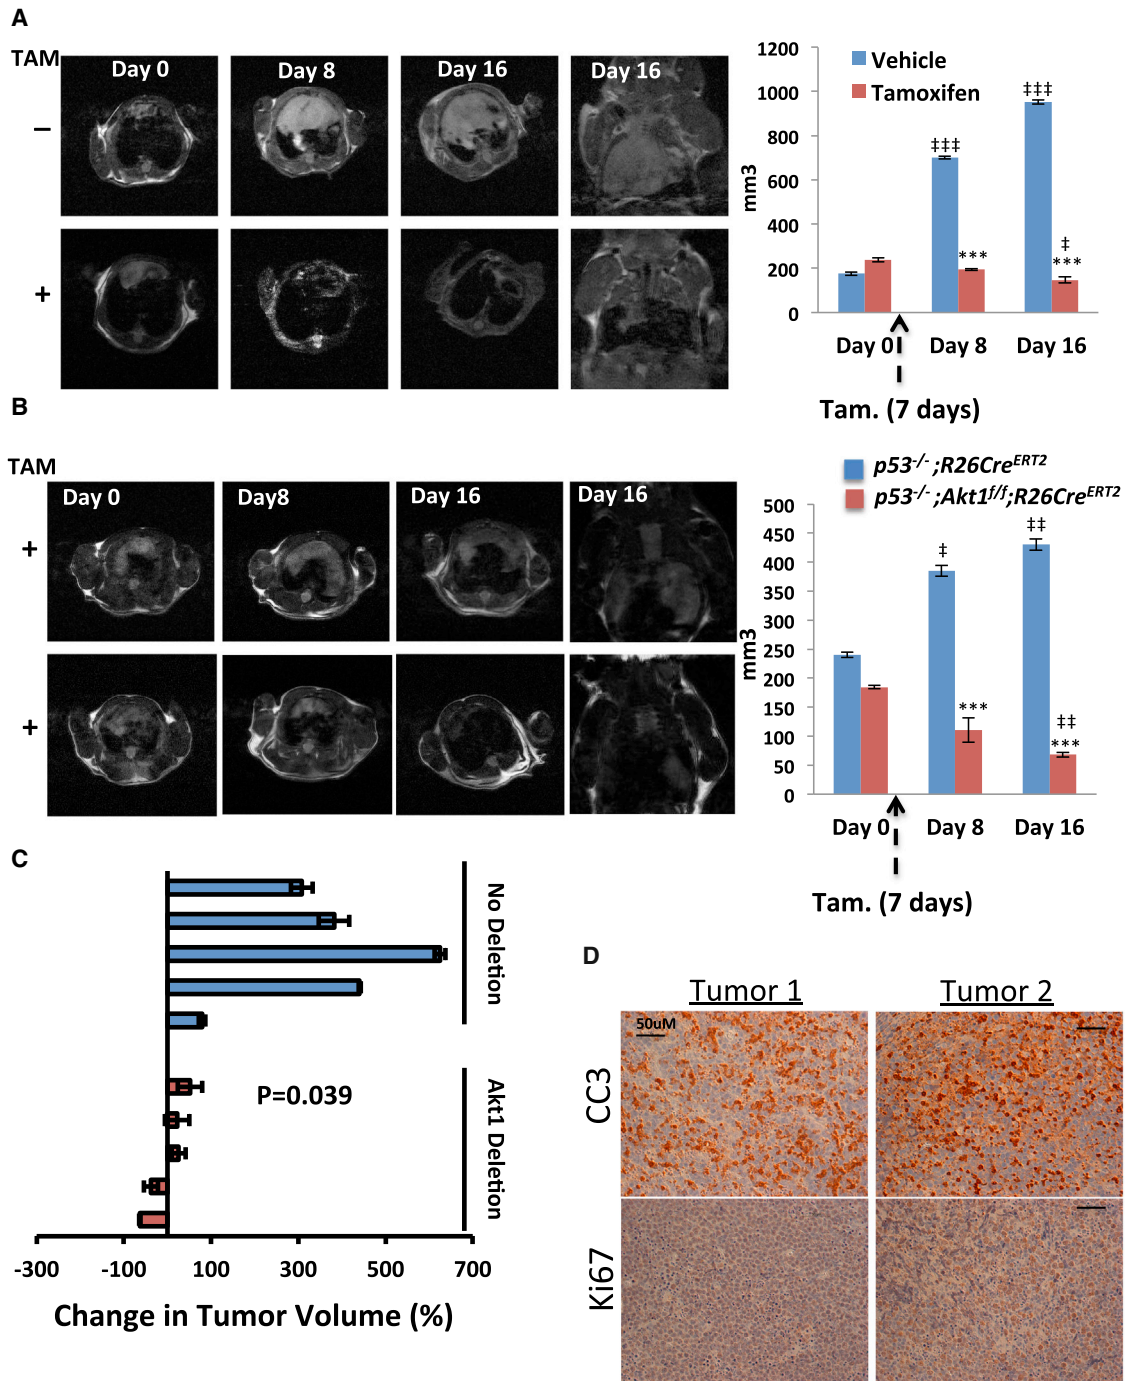 A
TAM
Day 0
Day 8
Day 16
Day 16
–
+
1200
1000
800
600
400
200
0
mm3
Vehicle
Tamoxifen
‡‡‡
‡‡‡
***
‡
***
Day 0
Day 8
Day 16
Tam. (7 days)
B
TAM
Day 0
Day8
Day 16
Day 16
+
+
p53-/- ;R26CreERT2
p53-/- ;Akt1f/f;R26CreERT2
500
450
400
350
300
250
200
150
100
50
0
mm3
‡
‡‡
***
‡‡
***
Day 0
Day 8
Day 16
Tam. (7 days)
C
No Deletion
Akt1 Deletion
P=0.039
-300
-100
100
300
500
700
Change in Tumor Volume (%)
D
Tumor 1
Tumor 2
50uM
CC3
Ki67